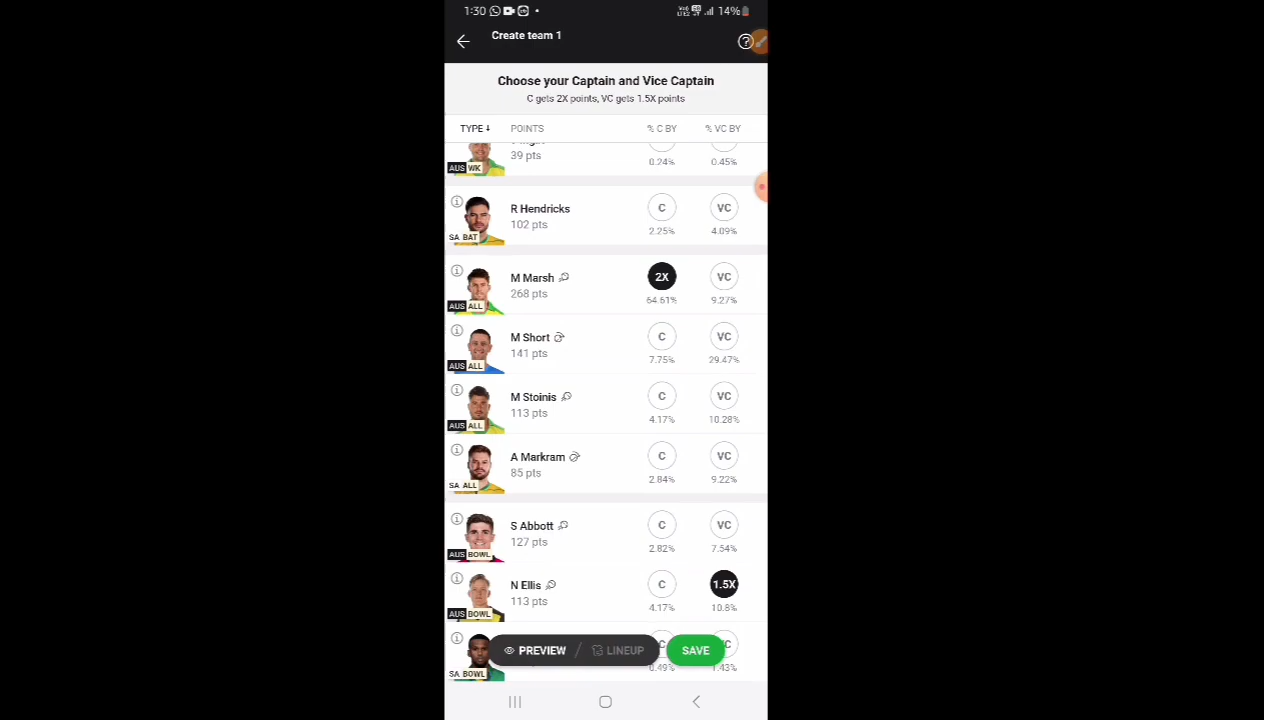 1:30 14%
Create team 1
Choose your Captain and Vice Captain
C gets 2X points, VC gets 1.5X points
TYPE POINTS % C BY % VC BY
39 pts
AUS WK 0.24% 0.45%
R Hendricks C VC
102 pts
SA BAT 2.25% 4.09%
M Marsh 2X VC
268 pts
AUS ALL 64.61% 9.27%
M Short C VC
141 pts
AUS ALL 7.75% 29.47%
M Stoinis C VC
113 pts
AUS ALL 4.17% 10.28%
A Markram C VC
85 pts
SA ALL 2.84% 9.22%
S Abbott C VC
127 pts
AUS BOWL 2.82% 7.54%
N Ellis C 1.5X
113 pts
AUS BOWL 4.17% 10.8%
PREVIEW / LINEUP SAVE
SA BOWL 0.49% 1.43%